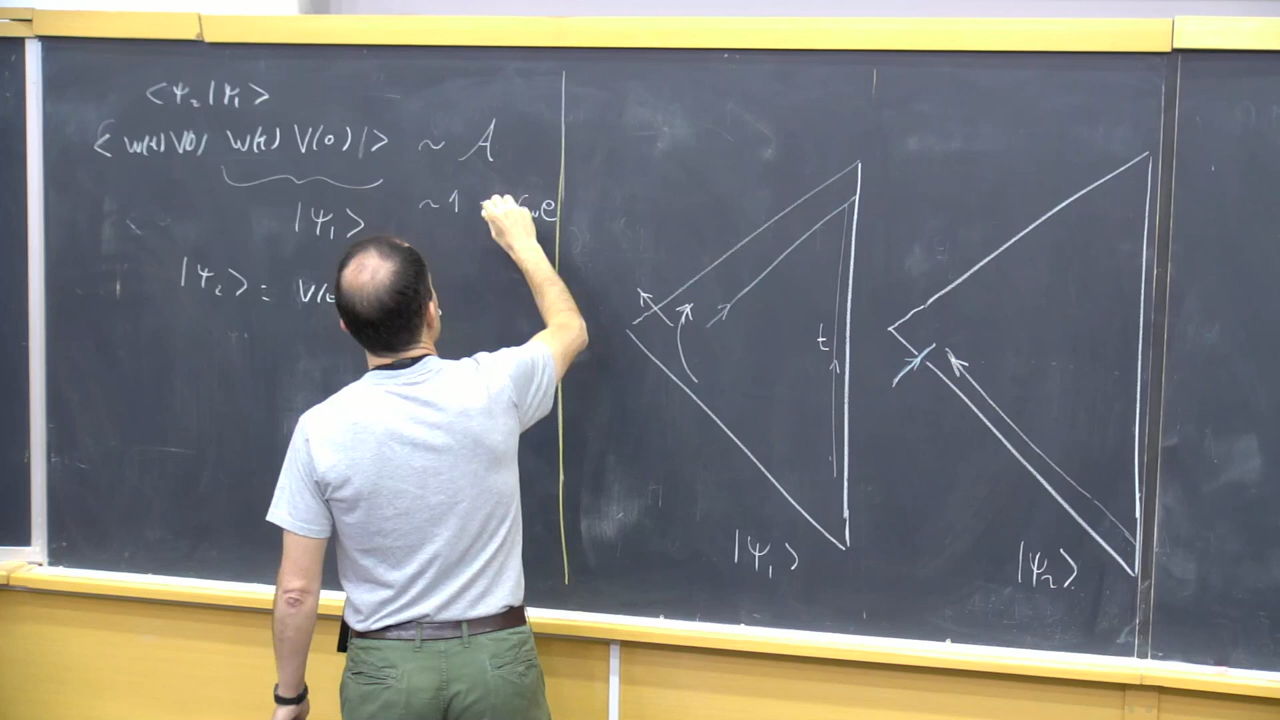 <ψ₂|ψ₁>
< W(t) V(0) W(t) V(0) |> ~ A
~ 1
|ψ₁>
|ψ₂> =
t
|ψ₁>
|ψ₂>